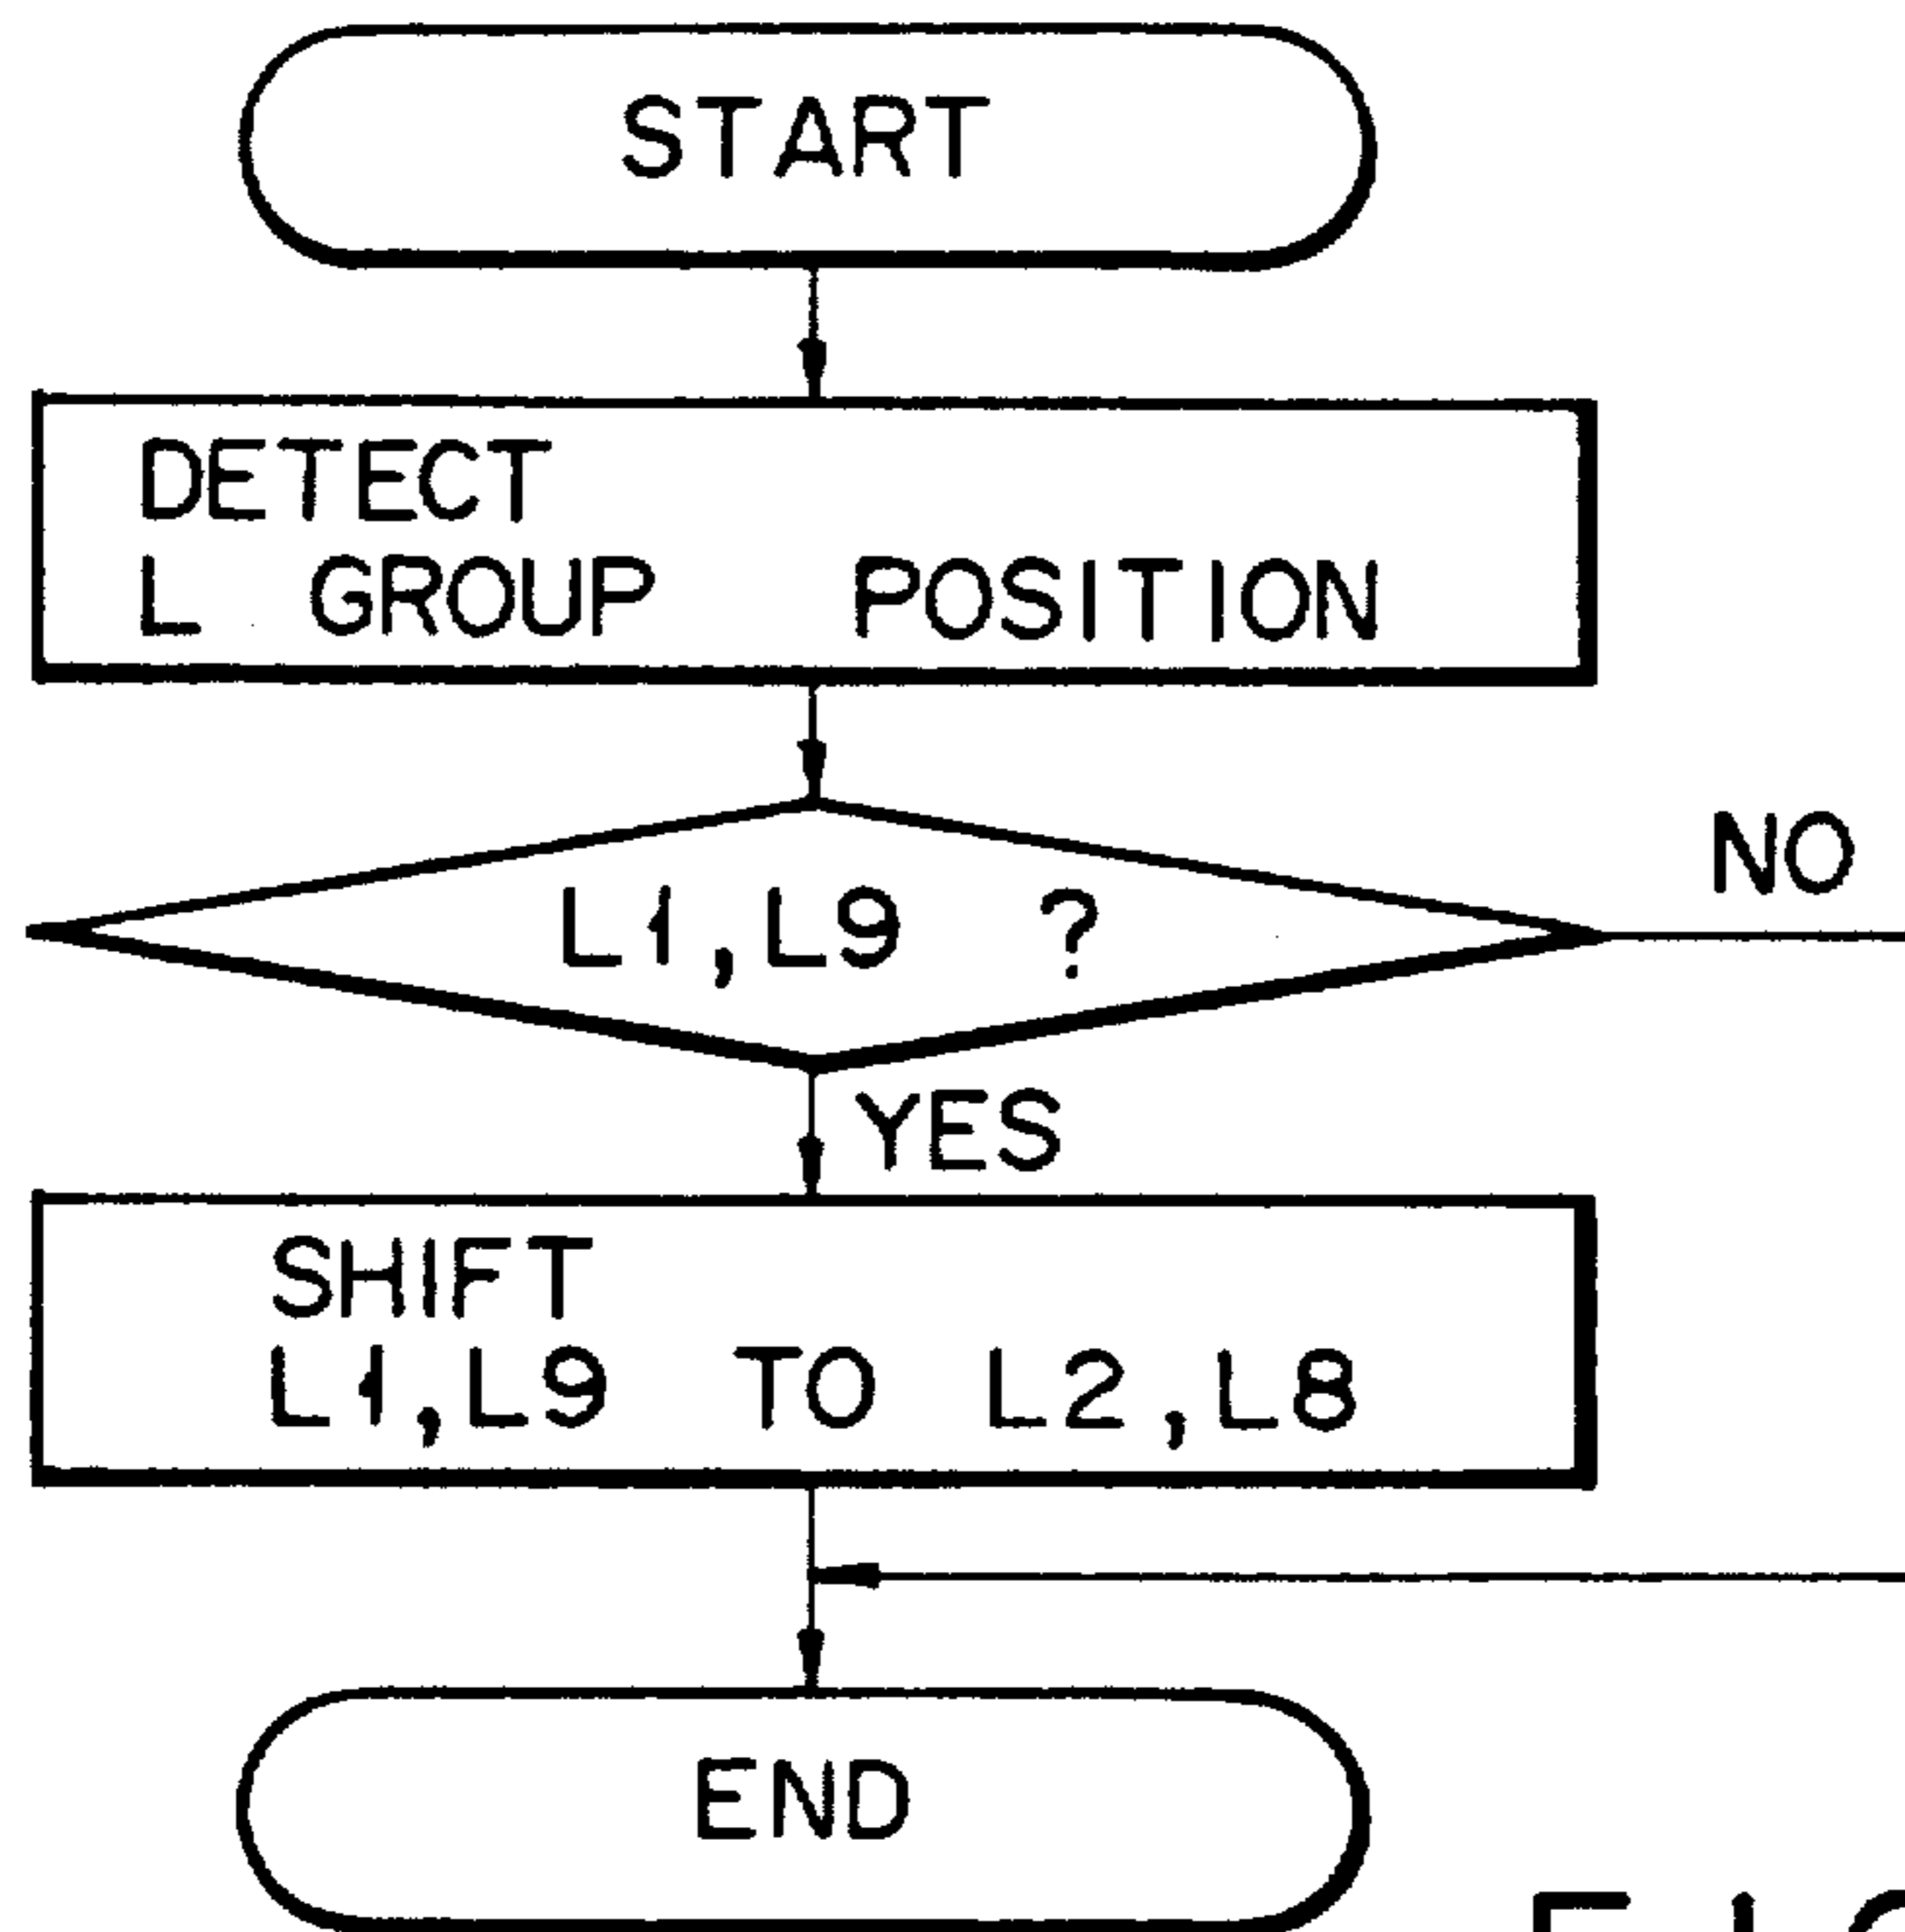 START
DETECT
L GROUP POSITION
L1,L9 ?
NO
YES
SHIFT
L1,L9 TO L2,L8
END